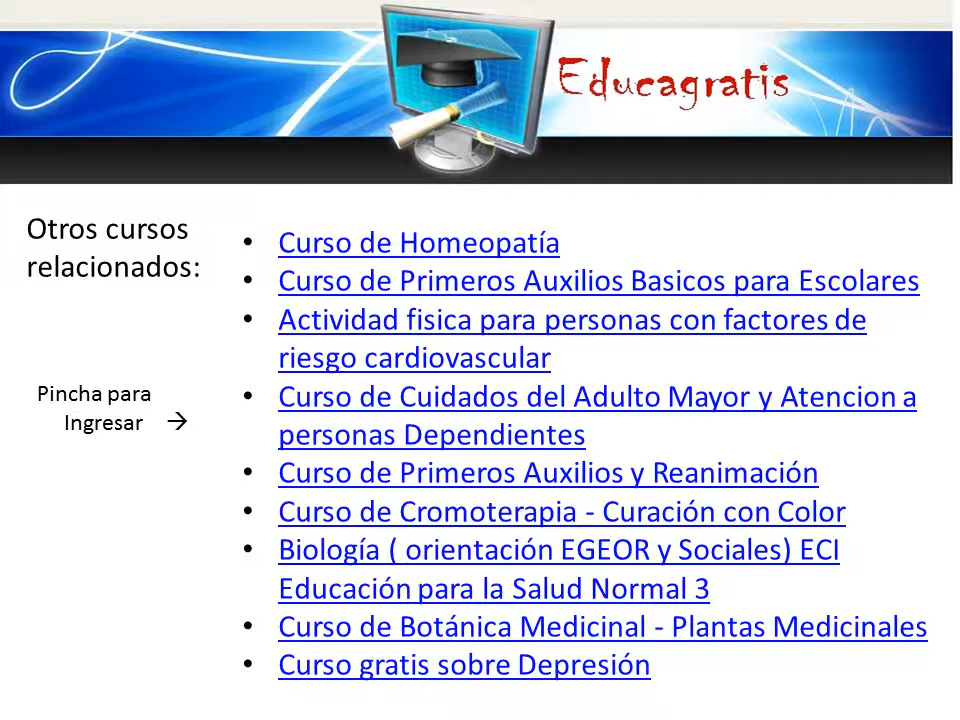 Educagratis
Otros cursos
relacionados:
Pincha para
Ingresar →
• Curso de Homeopatía
• Curso de Primeros Auxilios Basicos para Escolares
• Actividad fisica para personas con factores de
riesgo cardiovascular
• Curso de Cuidados del Adulto Mayor y Atencion a
personas Dependientes
• Curso de Primeros Auxilios y Reanimación
• Curso de Cromoterapia - Curación con Color
• Biología ( orientación EGEOR y Sociales) ECI
Educación para la Salud Normal 3
• Curso de Botánica Medicinal - Plantas Medicinales
• Curso gratis sobre Depresión